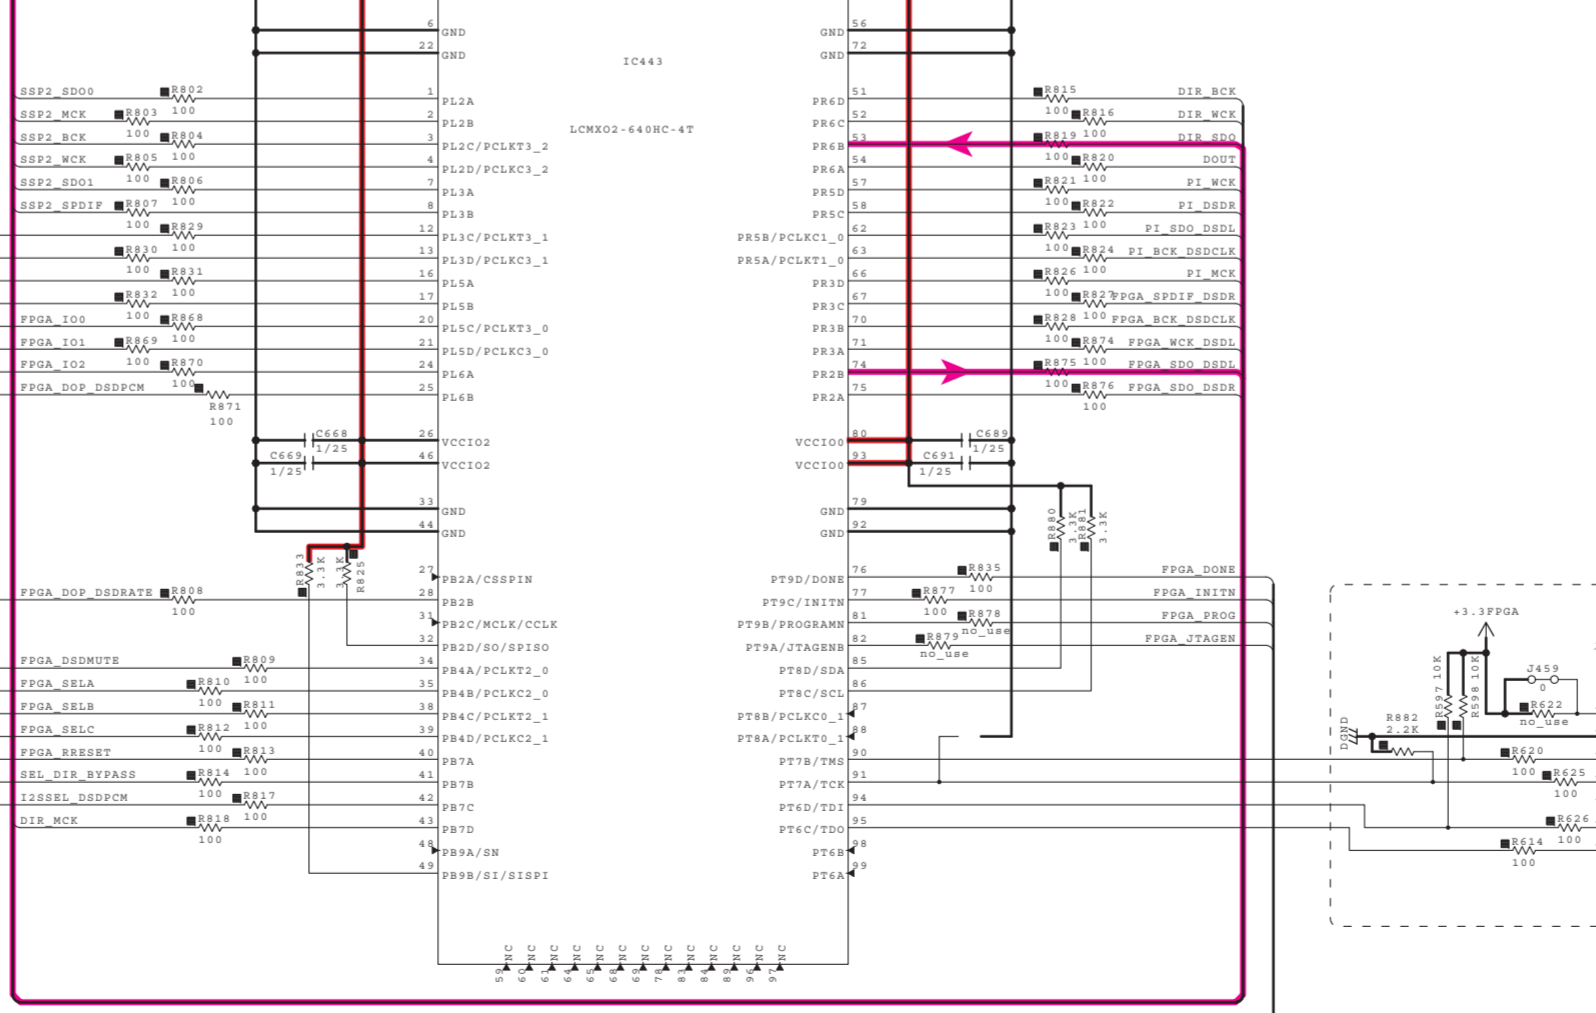 IC443
LCMXO2-640HC-4T
6 GND
22 GND
SSP2_SDO0 R802 100 1 PL2A
SSP2_MCK R803 100 2 PL2B
SSP2_BCK R804 100 3 PL2C/PCLKT3_2
SSP2_WCK R805 100 4 PL2D/PCLKC3_2
SSP2_SDO1 R806 100 7 PL3A
SSP2_SPDIF R807 100 8 PL3B
R829 100 12 PL3C/PCLKT3_1
R830 100 13 PL3D/PCLKC3_1
R831 100 16 PL5A
R832 100 17 PL5B
FPGA_IO0 R868 100 20 PL5C/PCLKT3_0
FPGA_IO1 R869 100 21 PL5D/PCLKC3_0
FPGA_IO2 R870 100 24 PL6A
FPGA_DOP_DSDPCM R871 100 25 PL6B
C668 1/25 26 VCCIO2
C669 1/25 46 VCCIO2
33 GND
44 GND
R833 3.3K
3.3K R825
27 PB2A/CSSPIN
FPGA_DOP_DSDRATE R808 100 28 PB2B
31 PB2C/MCLK/CCLK
32 PB2D/SO/SPISO
FPGA_DSDMUTE R809 100 34 PB4A/PCLKT2_0
FPGA_SELA R810 100 35 PB4B/PCLKC2_0
FPGA_SELB R811 100 38 PB4C/PCLKT2_1
FPGA_SELC R812 100 39 PB4D/PCLKC2_1
FPGA_RRESET R813 100 40 PB7A
SEL_DIR_BYPASS R814 100 41 PB7B
I2SSEL_DSDPCM R817 100 42 PB7C
DIR_MCK R818 100 43 PB7D
48 PB9A/SN
49 PB9B/SI/SISPI
GND 56
GND 72
PR6D 51 R815 100 DIR_BCK
PR6C 52 R816 100 DIR_WCK
PR6B 53 R819 100 DIR_SDO
PR6A 54 R820 100 DOUT
PR5D 57 R821 100 PI_WCK
PR5C 58 R822 100 PI_DSDR
PR5B/PCLKC1_0 62 R823 100 PI_SDO_DSDL
PR5A/PCLKT1_0 63 R824 100 PI_BCK_DSDCLK
PR3D 66 R826 100 PI_MCK
PR3C 67 R827 100 FPGA_SPDIF_DSDR
PR3B 70 R828 100 FPGA_BCK_DSDCLK
PR3A 71 R874 100 FPGA_WCK_DSDL
PR2B 74 R875 100 FPGA_SDO_DSDL
PR2A 75 R876 100 FPGA_SDO_DSDR
VCCIO0 80 C689 1/25
VCCIO0 93 C691 1/25
GND 79
GND 92
R880 3.3K
R881 3.3K
PT9D/DONE 76 R835 100 FPGA_DONE
PT9C/INITN 77 R877 100 FPGA_INITN
PT9B/PROGRAMN 81 R878 no_use FPGA_PROG
PT9A/JTAGENB 82 R879 no_use FPGA_JTAGEN
PT8D/SDA 85
PT8C/SCL 86
PT8B/PCLKC0_1 87
PT8A/PCLKT0_1 88
PT7B/TMS 90
PT7A/TCK 91
PT6D/TDI 94
PT6C/TDO 95
PT6B 98
PT6A 99
+3.3FPGA
R597 10K
R598 10K
J459
0
R622
no_use
DGND
R882
2.2K
R620
100
R625
100
R626
100
R614
100
NC NC NC NC NC NC NC NC NC NC NC NC NC
59 60 61 64 65 68 69 78 83 84 89 96 97